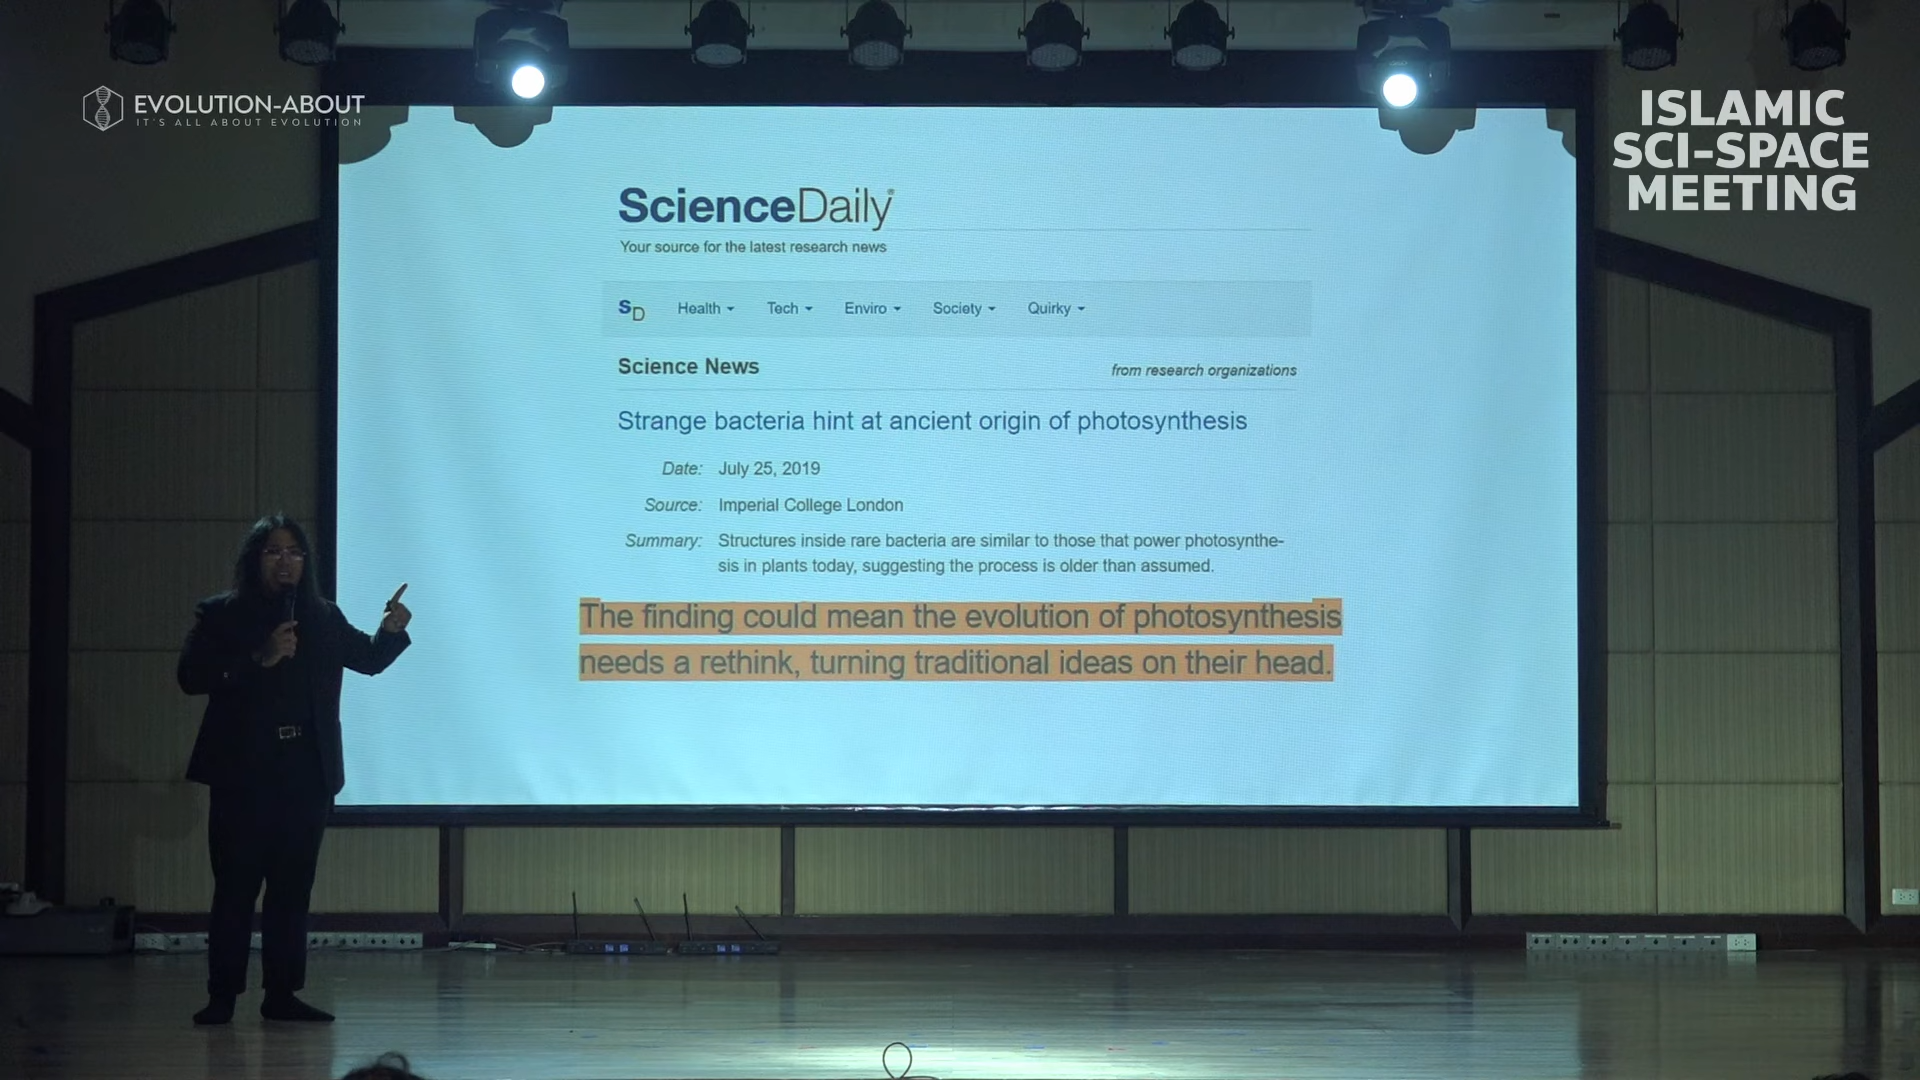 EVOLUTION-ABOUT
IT'S ALL ABOUT EVOLUTION
ISLAMIC
SCI-SPACE
MEETING
ScienceDaily®
Your source for the latest research news
SD Health Tech Enviro Society Quirky
Science News from research organizations
Strange bacteria hint at ancient origin of photosynthesis
Date: July 25, 2019
Source: Imperial College London
Summary: Structures inside rare bacteria are similar to those that power photosynthe-
sis in plants today, suggesting the process is older than assumed.
The finding could mean the evolution of photosynthesis
needs a rethink, turning traditional ideas on their head.